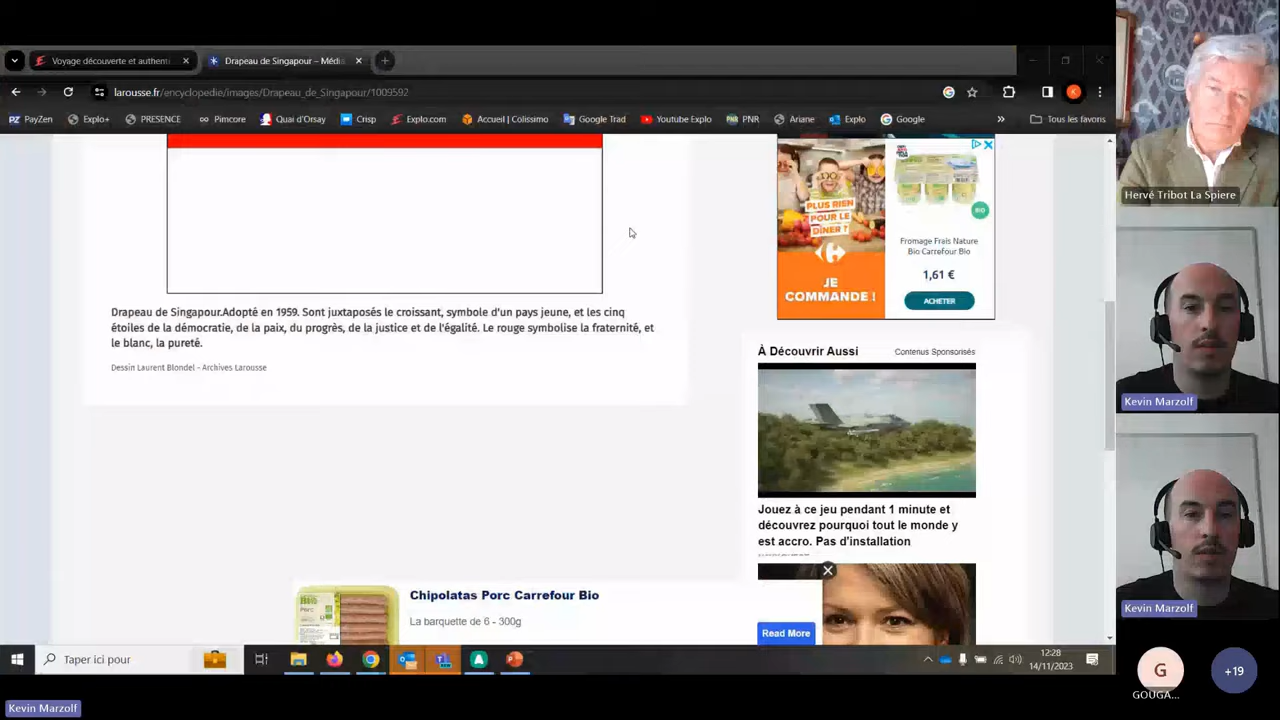 Voyage découverte et authenti
Drapeau de Singapour – Médi
larousse.fr/encyclopedie/images/Drapeau_de_Singapour/1009592
PayZen
Explo+
PRESENCE
Pimcore
Quai d'Orsay
Crisp
Explo.com
Accueil | Colissimo
Google Trad
Youtube Explo
PNR
Ariane
Explo
Google
Tous les favoris
PLUS RIEN
POUR LE
DÎNER ?
JE
COMMANDE !
BIO
Fromage Frais Nature
Bio Carrefour Bio
1,61 €
ACHETER
Drapeau de Singapour.Adopté en 1959. Sont juxtaposés le croissant, symbole d'un pays jeune, et les cinq
étoiles de la démocratie, de la paix, du progrès, de la justice et de l'égalité. Le rouge symbolise la fraternité, et
le blanc, la pureté.
Dessin Laurent Blondel - Archives Larousse
À Découvrir Aussi
Contenus Sponsorisés
Jouez à ce jeu pendant 1 minute et
découvrez pourquoi tout le monde y
est accro. Pas d'installation
Chipolatas Porc Carrefour Bio
La barquette de 6 - 300g
Read More
Taper ici pour
12:28
14/11/2023
Hervé Tribot La Spiere
Kevin Marzolf
Kevin Marzolf
G
GOUGA...
+19
Kevin Marzolf